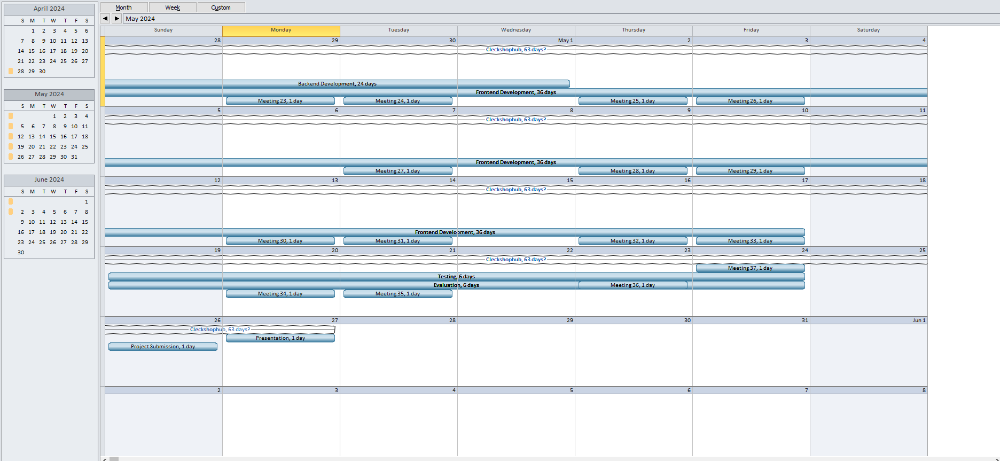 April 2024
S M T W T F S
1 2 3 4 5 6
7 8 9 10 11 12 13
14 15 16 17 18 19 20
21 22 23 24 25 26 27
28 29 30
May 2024
S M T W T F S
1 2 3 4
5 6 7 8 9 10 11
12 13 14 15 16 17 18
19 20 21 22 23 24 25
26 27 28 29 30 31
June 2024
S M T W T F S
1
2 3 4 5 6 7 8
9 10 11 12 13 14 15
16 17 18 19 20 21 22
23 24 25 26 27 28 29
30
Month Week Custom
May 2024
Sunday Monday Tuesday Wednesday Thursday Friday Saturday
28 29 30 May 1 2 3 4
Cleckshophub, 63 days?
Backend Development, 24 days
Frontend Development, 36 days
Meeting 23, 1 day Meeting 24, 1 day Meeting 25, 1 day Meeting 26, 1 day
5 6 7 8 9 10 11
Cleckshophub, 63 days?
Frontend Development, 36 days
Meeting 27, 1 day Meeting 28, 1 day Meeting 29, 1 day
12 13 14 15 16 17 18
Cleckshophub, 63 days?
Frontend Development, 36 days
Meeting 30, 1 day Meeting 31, 1 day Meeting 32, 1 day Meeting 33, 1 day
19 20 21 22 23 24 25
Cleckshophub, 63 days?
Meeting 37, 1 day
Testing, 6 days
Evaluation, 6 days Meeting 36, 1 day
Meeting 34, 1 day Meeting 35, 1 day
26 27 28 29 30 31 Jun 1
Cleckshophub, 63 days?
Presentation, 1 day
Project Submission, 1 day
2 3 4 5 6 7 8